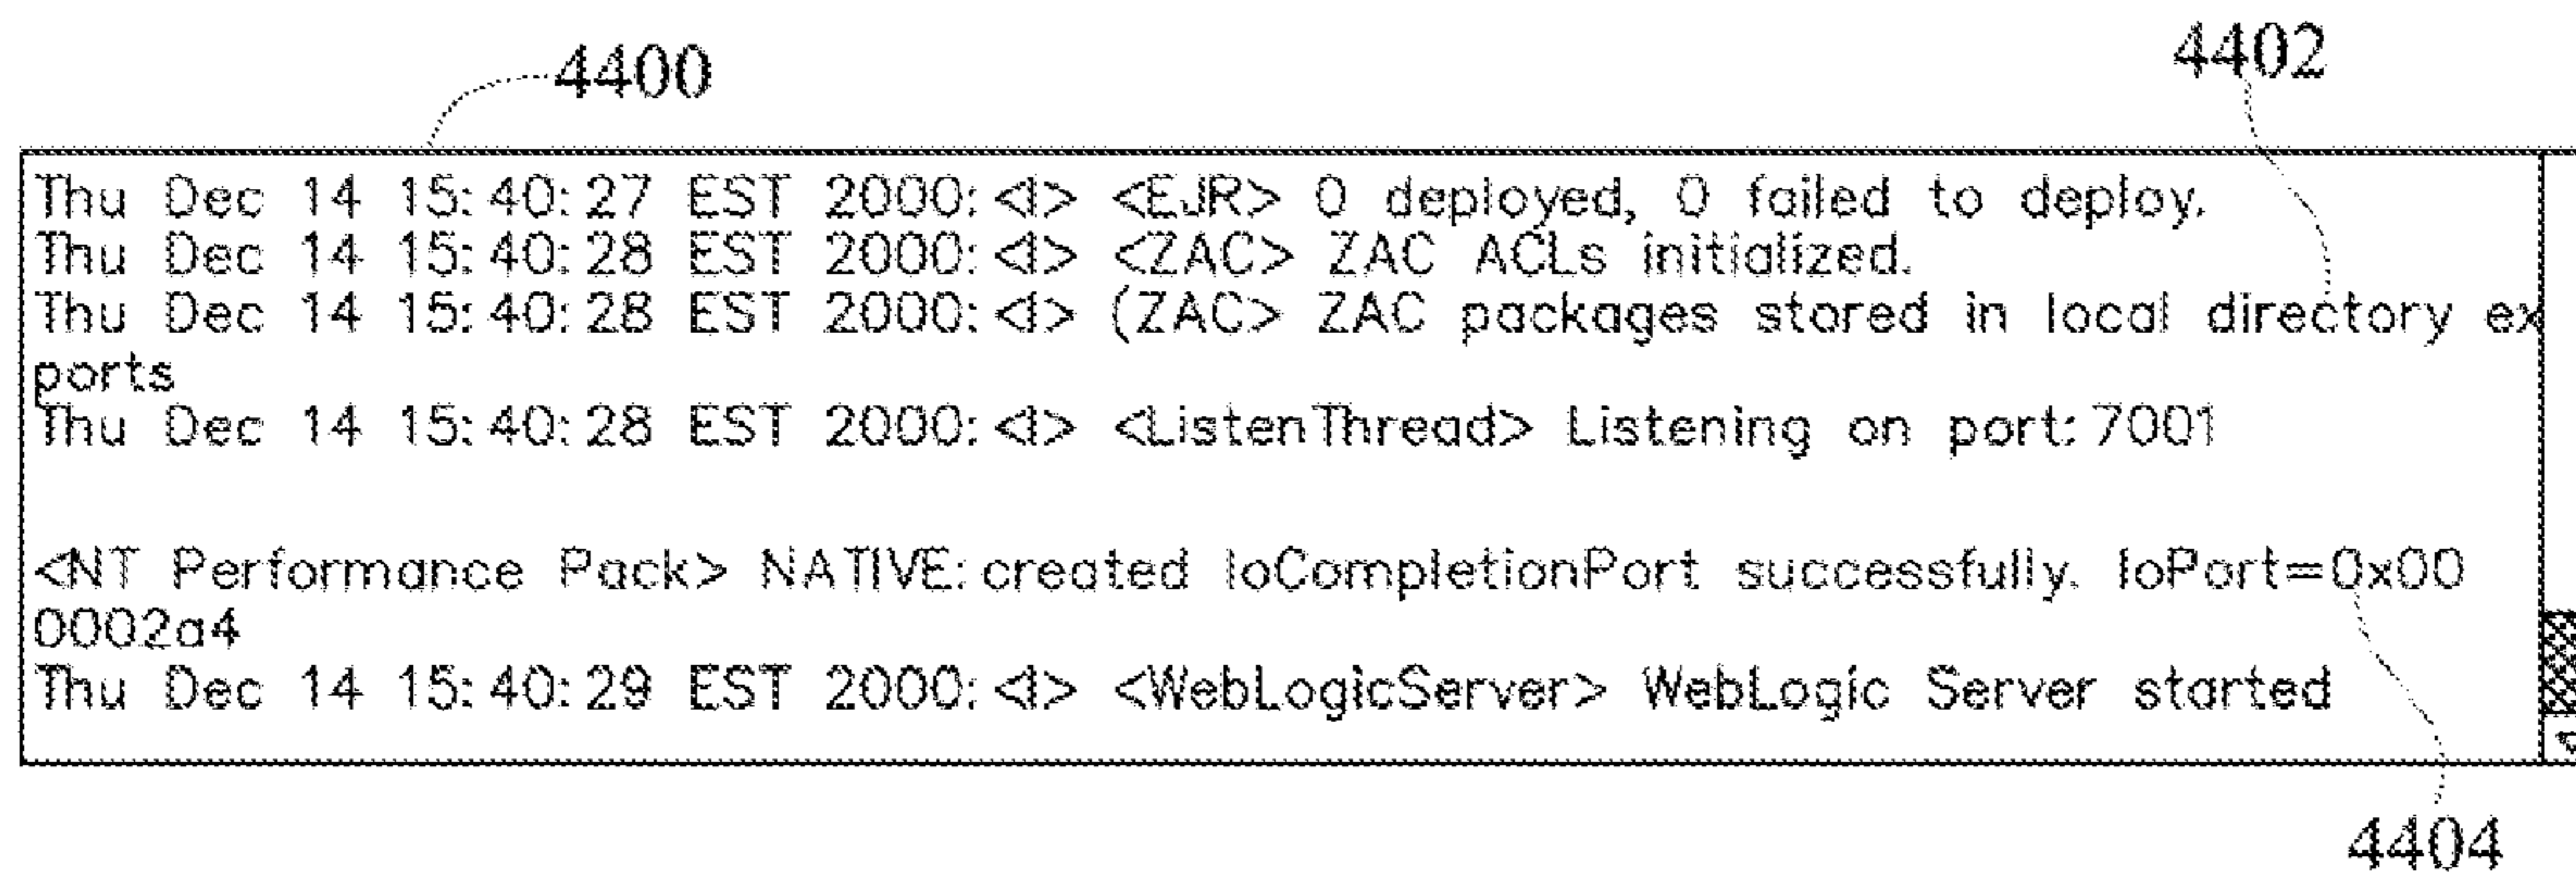 4400
4402
Thu Dec 14 15:40:27 EST 2000:<I> <EJR> 0 deployed, 0 failed to deploy.
Thu Dec 14 15:40:28 EST 2000:<I> <ZAC> ZAC ACLs initialized.
Thu Dec 14 15:40:28 EST 2000:<I> (ZAC> ZAC packages stored in local directory ex
ports
Thu Dec 14 15:40:28 EST 2000:<I> <ListenThread> Listening on port:7001
<NT Performance Pack> NATIVE:created IoCompletionPort successfully. IoPort=0x00
0002a4
Thu Dec 14 15:40:29 EST 2000:<I> <WebLogicServer> WebLogic Server started
4404